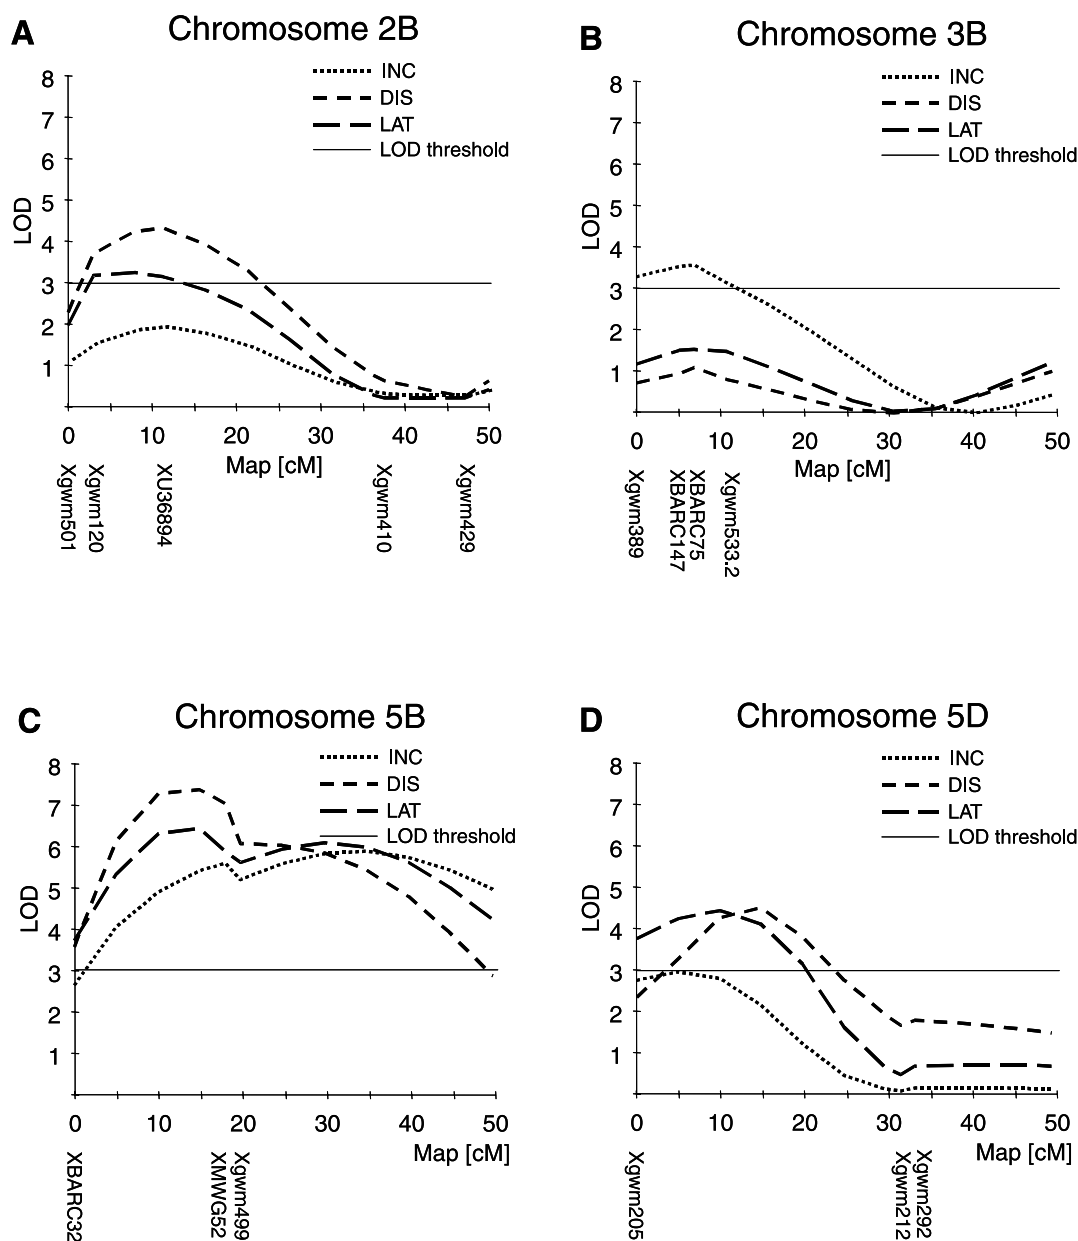 A
Chromosome 2B
INC
DIS
LAT
LOD threshold
8
7
6
5
4
3
2
1
LOD
0 10 20 30 40 50
Map [cM]
Xgwm501
Xgwm120
XU36894
Xgwm410
Xgwm429
B
Chromosome 3B
INC
DIS
LAT
LOD threshold
8
7
6
5
4
3
2
1
LOD
0 10 20 30 40 50
Map [cM]
Xgwm389
XBARC147
XBARC75
Xgwm533.2
C
Chromosome 5B
INC
DIS
LAT
LOD threshold
8
7
6
5
4
3
2
1
LOD
0 10 20 30 40 50
Map [cM]
XBARC32
XMWG52
Xgwm499
D
Chromosome 5D
INC
DIS
LAT
LOD threshold
8
7
6
5
4
3
2
1
LOD
0 10 20 30 40 50
Map [cM]
Xgwm205
Xgwm212
Xgwm292